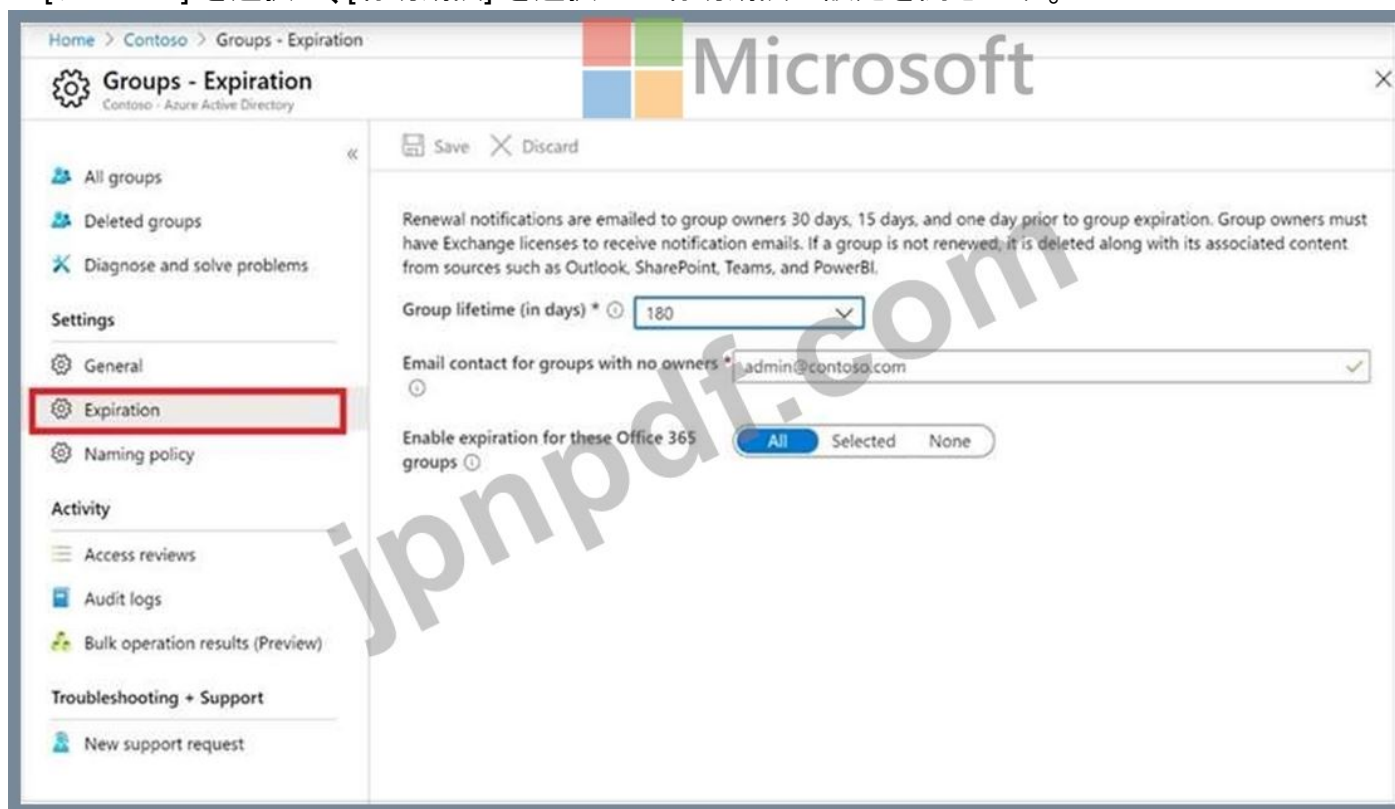 Home > Contoso > Groups - Expiration
Microsoft
Groups - Expiration
Contoso - Azure Active Directory
Save Discard
All groups
Deleted groups
Diagnose and solve problems
Settings
General
Expiration
Naming policy
Activity
Access reviews
Audit logs
Bulk operation results (Preview)
Troubleshooting + Support
New support request
Renewal notifications are emailed to group owners 30 days, 15 days, and one day prior to group expiration. Group owners must
have Exchange licenses to receive notification emails. If a group is not renewed, it is deleted along with its associated content
from sources such as Outlook, SharePoint, Teams, and PowerBI.
Group lifetime (in days) * 180
Email contact for groups with no owners * admin@contoso.com
Enable expiration for these Office 365
groups
All Selected None
jpnpdf.com